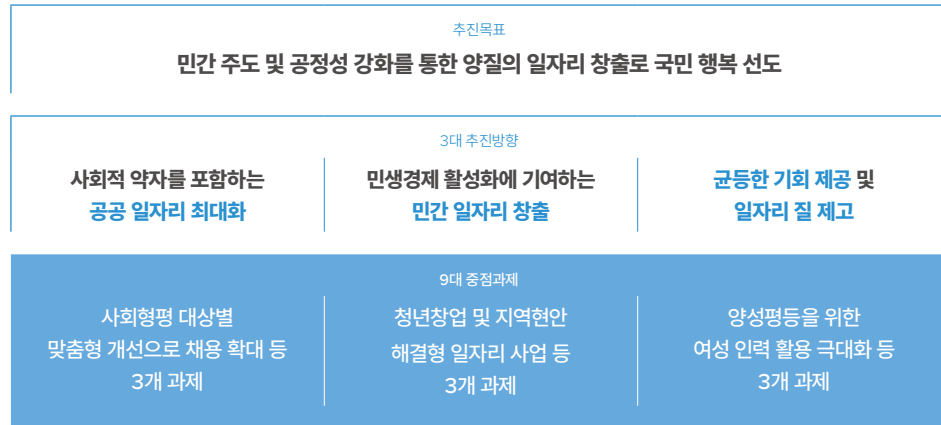 추진목표
민간 주도 및 공정성 강화를 통한 양질의 일자리 창출로 국민 행복 선도
3대 추진방향
사회적 약자를 포함하는
공공 일자리 최대화
민생경제 활성화에 기여하는
민간 일자리 창출
균등한 기회 제공 및
일자리 질 제고
9대 중점과제
사회형평 대상별
맞춤형 개선으로 채용 확대 등
3개 과제
청년창업 및 지역현안
해결형 일자리 사업 등
3개 과제
양성평등을 위한
여성 인력 활용 극대화 등
3개 과제